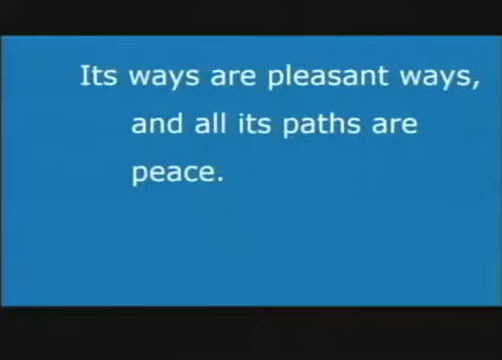 Its ways are pleasant ways,
and all its paths are
peace.